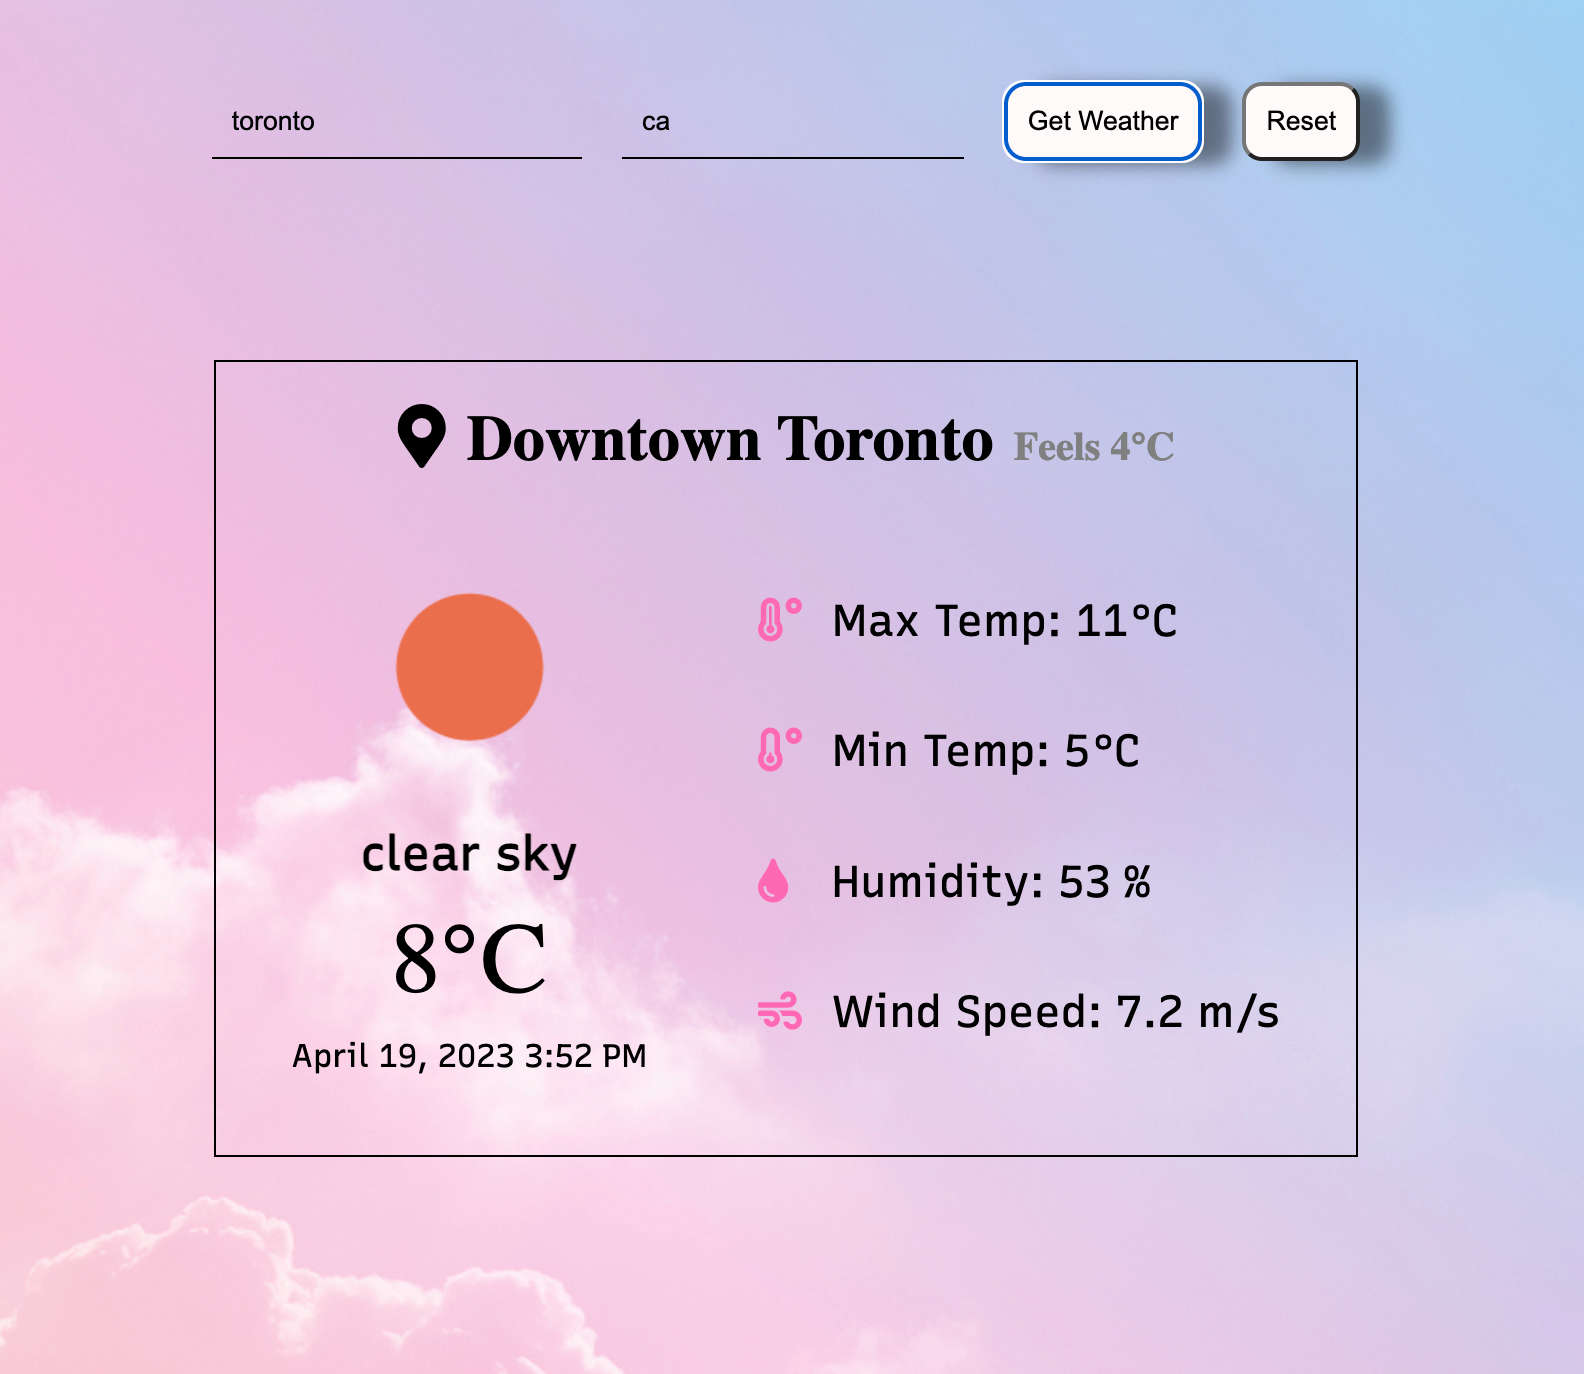 toronto
ca
Get Weather
Reset
Downtown Toronto Feels 4°C
clear sky
8°C
April 19, 2023 3:52 PM
Max Temp: 11°C
Min Temp: 5°C
Humidity: 53 %
Wind Speed: 7.2 m/s